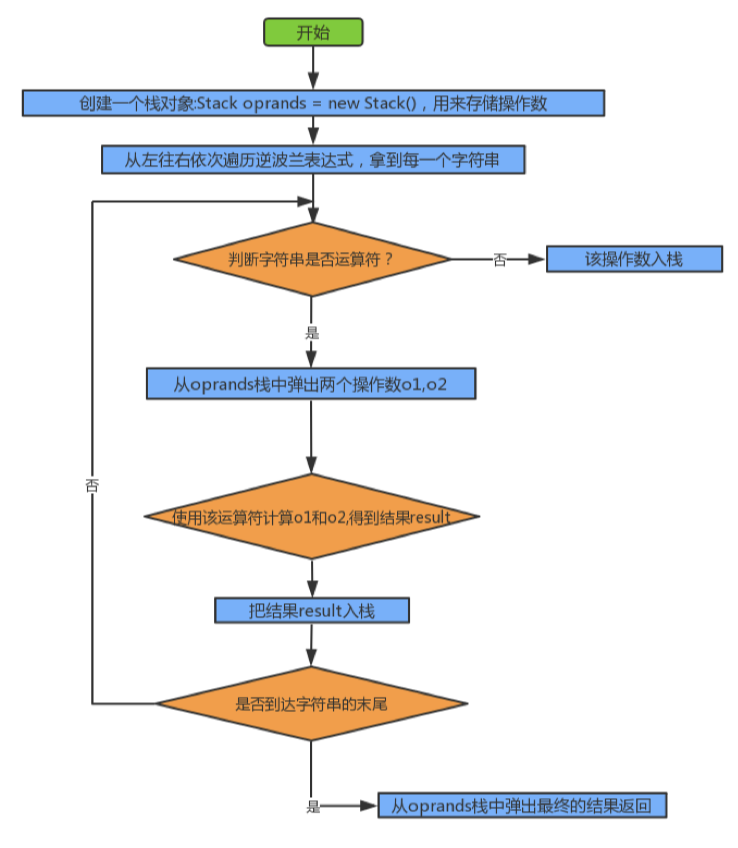 开始
创建一个栈对象:Stack oprands = new Stack()，用来存储操作数
从左往右依次遍历逆波兰表达式，拿到每一个字符串
判断字符串是否运算符？
否
该操作数入栈
是
从oprands栈中弹出两个操作数o1,o2
否
使用该运算符计算o1和o2,得到结果result
把结果result入栈
是否到达字符串的末尾
是
从oprands栈中弹出最终的结果返回